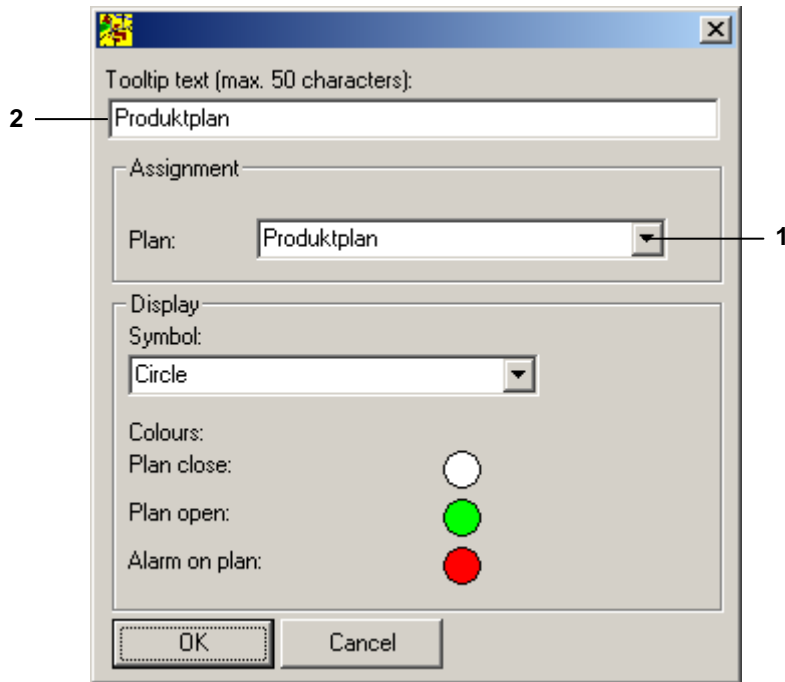 Tooltip text (max. 50 characters):
2
Produktplan
Assignment
Plan: Produktplan
1
Display
Symbol:
Circle
Colours:
Plan close:
Plan open:
Alarm on plan:
OK Cancel